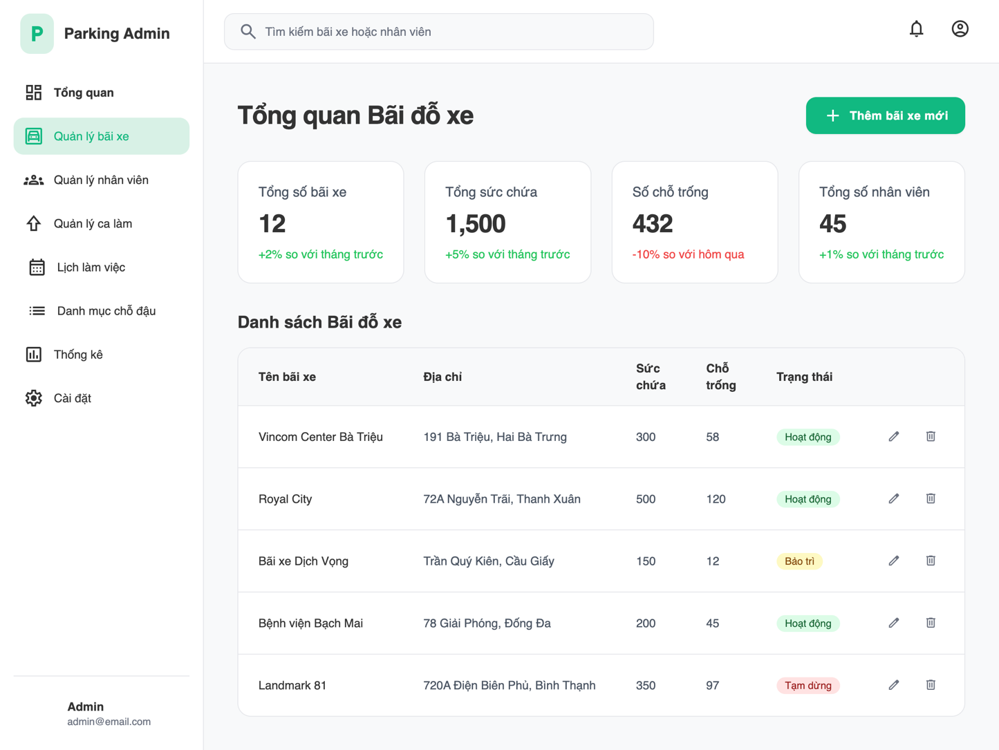 P
Parking Admin
Tìm kiếm bãi xe hoặc nhân viên
Tổng quan
Quản lý bãi xe
Quản lý nhân viên
Quản lý ca làm
Lịch làm việc
Danh mục chỗ đậu
Thống kê
Cài đặt
Admin
admin@email.com
Tổng quan Bãi đỗ xe
Thêm bãi xe mới
Tổng số bãi xe
12
+2% so với tháng trước
Tổng sức chứa
1,500
+5% so với tháng trước
Số chỗ trống
432
-10% so với hôm qua
Tổng số nhân viên
45
+1% so với tháng trước
Danh sách Bãi đỗ xe
Tên bãi xe
Địa chỉ
Sức
chứa
Chỗ
trống
Trạng thái
Vincom Center Bà Triệu
191 Bà Triệu, Hai Bà Trưng
300
58
Hoạt động
Royal City
72A Nguyễn Trãi, Thanh Xuân
500
120
Hoạt động
Bãi xe Dịch Vọng
Trần Quý Kiên, Cầu Giấy
150
12
Bảo trì
Bệnh viện Bạch Mai
78 Giải Phóng, Đống Đa
200
45
Hoạt động
Landmark 81
720A Điện Biên Phủ, Bình Thạnh
350
97
Tạm dừng